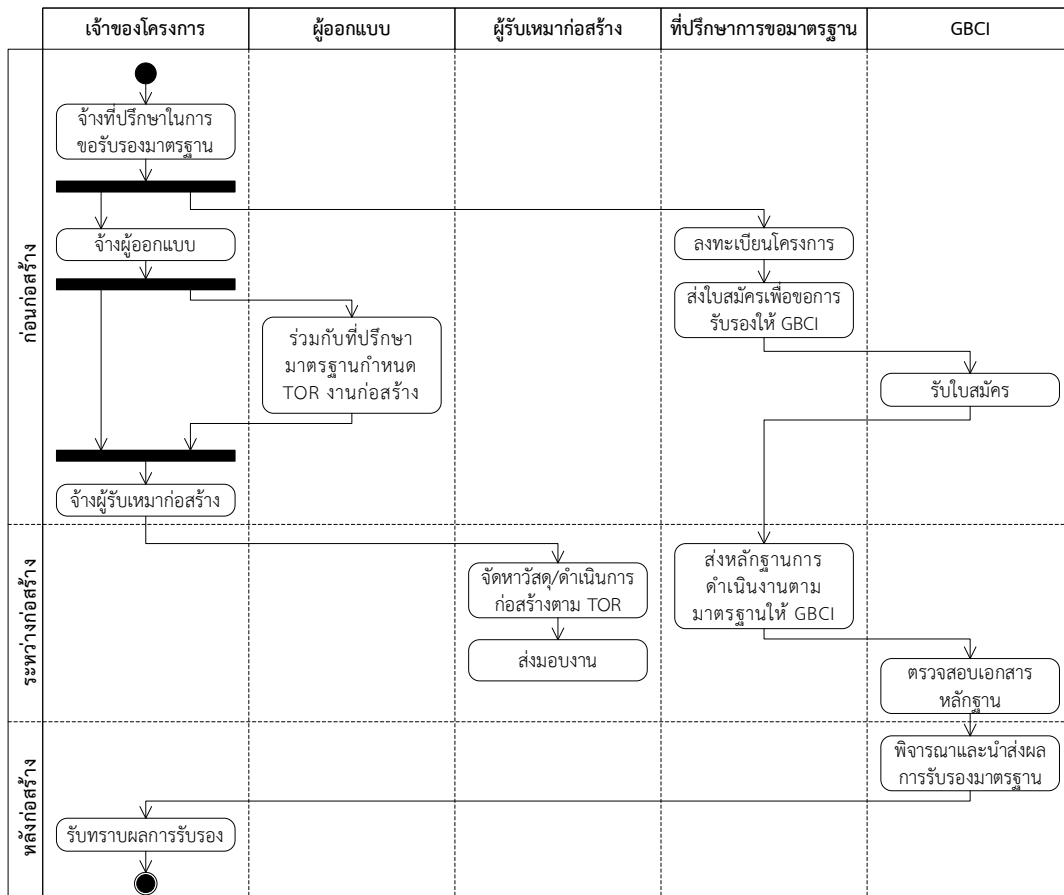 เจ้าของโครงการ
ผู้ออกแบบ
ผู้รับเหมาก่อสร้าง
ที่ปรึกษาการขอมาตรฐาน
GBCI
ก่อนก่อสร้าง
จ้างที่ปรึกษาในการ
ขอรับรองมาตรฐาน
จ้างผู้ออกแบบ
ลงทะเบียนโครงการ
ส่งใบสมัครเพื่อขอการ
รับรองให้ GBCI
ร่วมกับที่ปรึกษา
มาตรฐานกำหนด
TOR งานก่อสร้าง
รับใบสมัคร
จ้างผู้รับเหมาก่อสร้าง
ระหว่างก่อสร้าง
จัดหาวัสดุ/ดำเนินการ
ก่อสร้างตาม TOR
ส่งหลักฐานการ
ดำเนินงานตาม
มาตรฐานให้ GBCI
ส่งมอบงาน
ตรวจสอบเอกสาร
หลักฐาน
หลังก่อสร้าง
พิจารณาและนำส่งผล
การรับรองมาตรฐาน
รับทราบผลการรับรอง